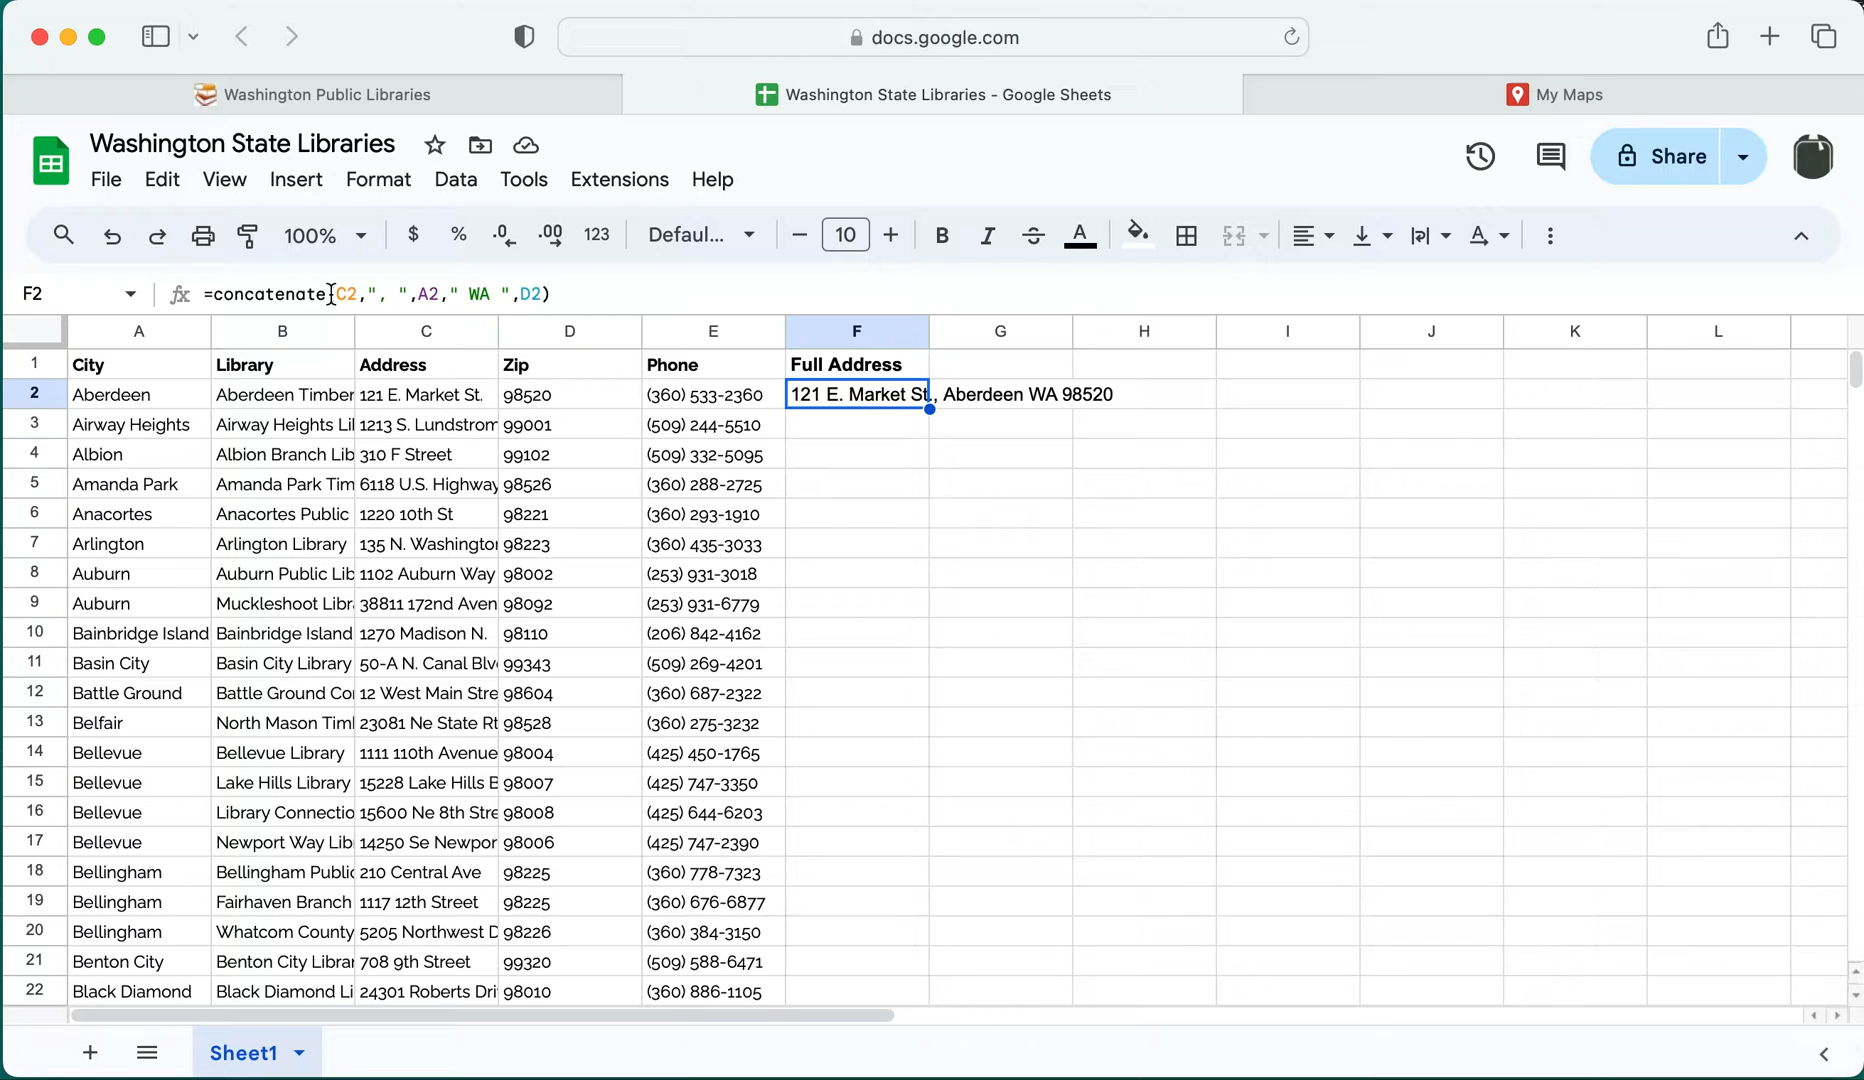 docs.google.com
Washington Public Libraries
Washington State Libraries - Google Sheets
My Maps
Washington State Libraries
File Edit View Insert Format Data Tools Extensions Help
Share
100% $ % .0 .00 123 Defaul... 10 B I S A
F2 fx =concatenate(C2,", ",A2," WA ",D2)
A B C D E F G H I J K L
1 City Library Address Zip Phone Full Address
2 Aberdeen Aberdeen Timber 121 E. Market St. 98520 (360) 533-2360 121 E. Market St., Aberdeen WA 98520
3 Airway Heights Airway Heights Lil 1213 S. Lundstrom 99001 (509) 244-5510
4 Albion Albion Branch Lib 310 F Street 99102 (509) 332-5095
5 Amanda Park Amanda Park Tim 6118 U.S. Highway 98526 (360) 288-2725
6 Anacortes Anacortes Public 1220 10th St 98221 (360) 293-1910
7 Arlington Arlington Library 135 N. Washington 98223 (360) 435-3033
8 Auburn Auburn Public Lib 1102 Auburn Way 98002 (253) 931-3018
9 Auburn Muckleshoot Libr 38811 172nd Aven 98092 (253) 931-6779
10 Bainbridge Island Bainbridge Island 1270 Madison N. 98110 (206) 842-4162
11 Basin City Basin City Library 50-A N. Canal Blv 99343 (509) 269-4201
12 Battle Ground Battle Ground Co 12 West Main Stre 98604 (360) 687-2322
13 Belfair North Mason Tim 23081 Ne State Rt 98528 (360) 275-3232
14 Bellevue Bellevue Library 1111 110th Avenue 98004 (425) 450-1765
15 Bellevue Lake Hills Library 15228 Lake Hills B 98007 (425) 747-3350
16 Bellevue Library Connectio 15600 Ne 8th Stre 98008 (425) 644-6203
17 Bellevue Newport Way Lib 14250 Se Newpor 98006 (425) 747-2390
18 Bellingham Bellingham Public 210 Central Ave 98225 (360) 778-7323
19 Bellingham Fairhaven Branch 1117 12th Street 98225 (360) 676-6877
20 Bellingham Whatcom County 5205 Northwest D 98226 (360) 384-3150
21 Benton City Benton City Librar 708 9th Street 99320 (509) 588-6471
22 Black Diamond Black Diamond Li 24301 Roberts Dri 98010 (360) 886-1105
Sheet1